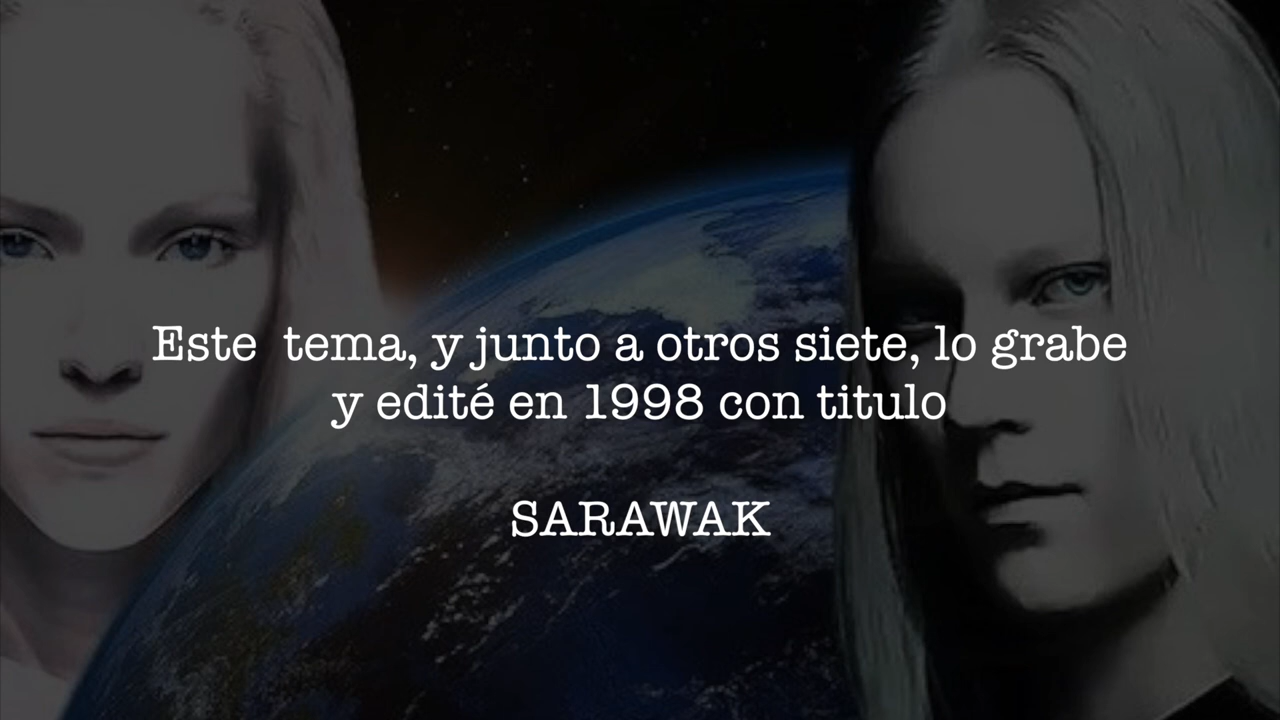 Este  tema, y junto a otros siete, lo grabe
y edité en 1998 con titulo
SARAWAK